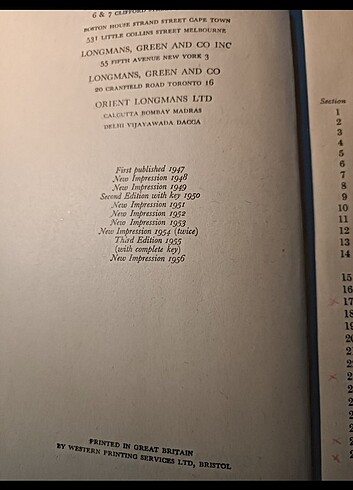 6 & 7 CLIFFORD
BOSTON HOUSE STRAND STREET CAPE TOWN
531 LITTLE COLLINS STREET MELBOURNE
LONGMANS, GREEN AND CO INC
55 FIFTH AVENUE NEW YORK 3
LONGMANS, GREEN AND CO
20 CRANFIELD ROAD TORONTO 16
ORIENT LONGMANS LTD
CALCUTTA BOMBAY MADRAS
DELHI VIJAYAWADA DACCA
First published 1947
New Impression 1948
New Impression 1949
Second Edition with key 1950
New Impression 1951
New Impression 1952
New Impression 1953
New Impression 1954 (twice)
Third Edition 1955
(with complete key)
New Impression 1956
PRINTED IN GREAT BRITAIN
BY WESTERN PRINTING SERVICES LTD, BRISTOL
Section
1
2
3
4
5
6
7
8
9
10
11
12
13
14
15
16
17
18
19